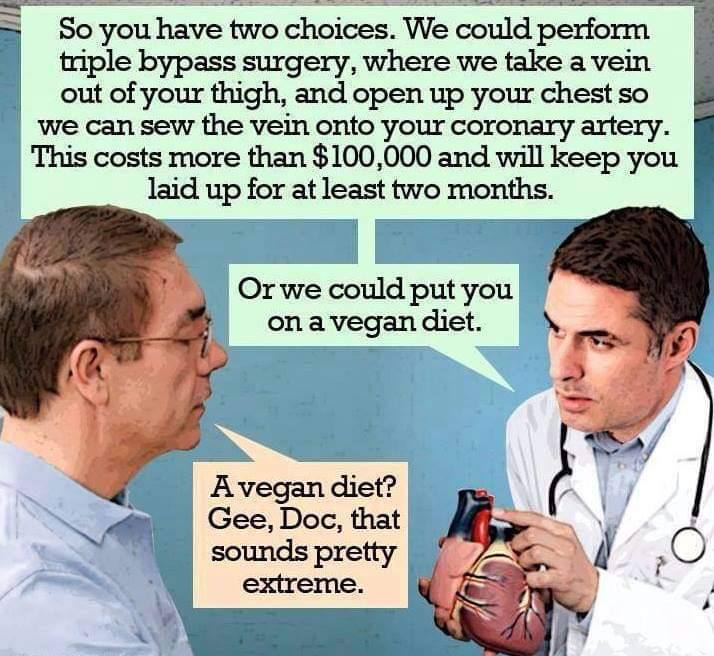 So you have two choices. We could perform
triple bypass surgery, where we take a vein
out of your thigh, and open up your chest so
we can sew the vein onto your coronary artery.
This costs more than $100,000 and will keep you
laid up for at least two months.
Or we could put you
on a vegan diet.
A vegan diet?
Gee, Doc, that
sounds pretty
extreme.